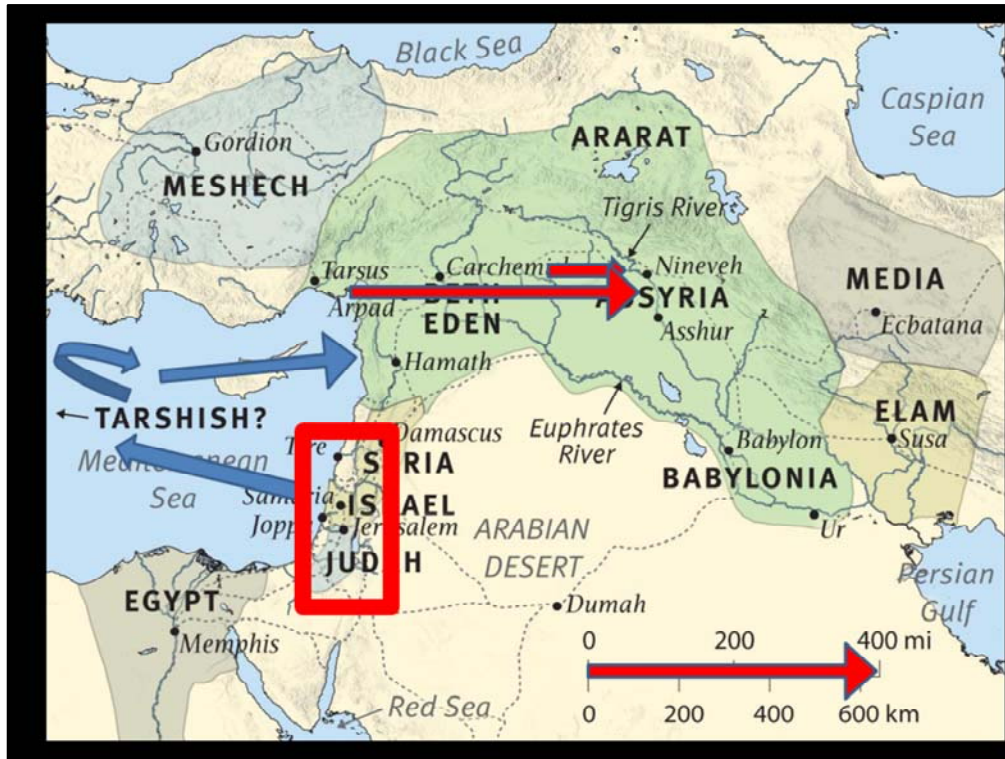 Black Sea
Caspian
Sea
ARARAT
Gordion
MESHECH
Tigris River
Tarsus
Nineveh
MEDIA
Arpad
EDEN
Asshur
Ecbatana
Hamath
TARSHISH?
ELAM
Damascus
Euphrates
River
Babylon
Susa
Sea
BABYLONIA
Jerusalem
ARABIAN
DESERT
Ur
Persian
Gulf
EGYPT
Dumah
Memphis
0 200 400 mi
Red Sea
0 200 400 600 km